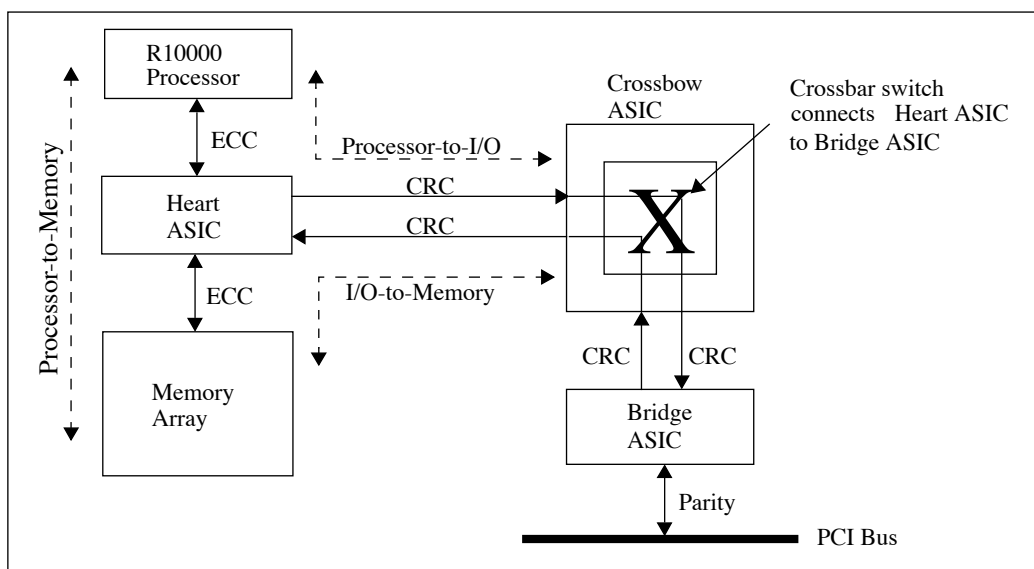 R10000
Processor
ECC
Processor-to-Memory
Heart
ASIC
ECC
Memory
Array
Processor-to-I/O
CRC
CRC
I/O-to-Memory
Crossbow
ASIC
X
Crossbar switch
connects Heart ASIC
to Bridge ASIC
CRC
CRC
Bridge
ASIC
Parity
PCI Bus